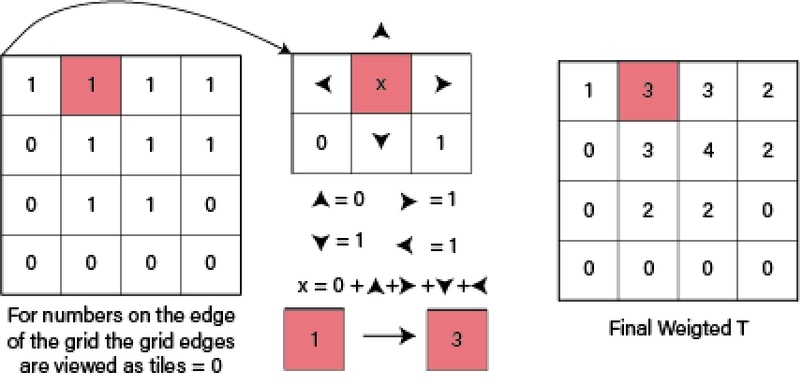 1 1 1 1
0 1 1 1
0 1 1 0
0 0 0 0
For numbers on the edge
of the grid the grid edges
are viewed as tiles = 0
x
0 1
= 0 = 1
= 1 = 1
x = 0 + + + +
1 3
1 3 3 2
0 3 4 2
0 2 2 0
0 0 0 0
Final Weigted T